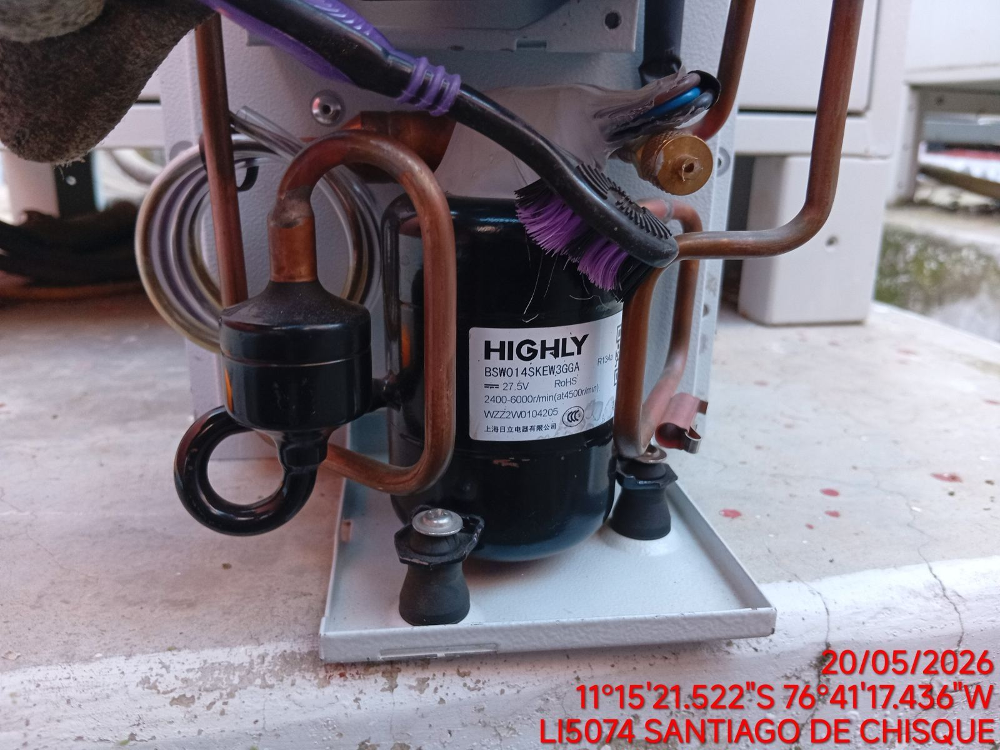 HIGHLY
BSW014SKEW3GGA
R134a
27.5V RoHS
2400-6000r/min(at4500r/min)
WZZ2W0104205
CCC S
上海日立电器有限公司
20/05/2026
11°15'21.522"S 76°41'17.436"W
LI5074 SANTIAGO DE CHISQUE